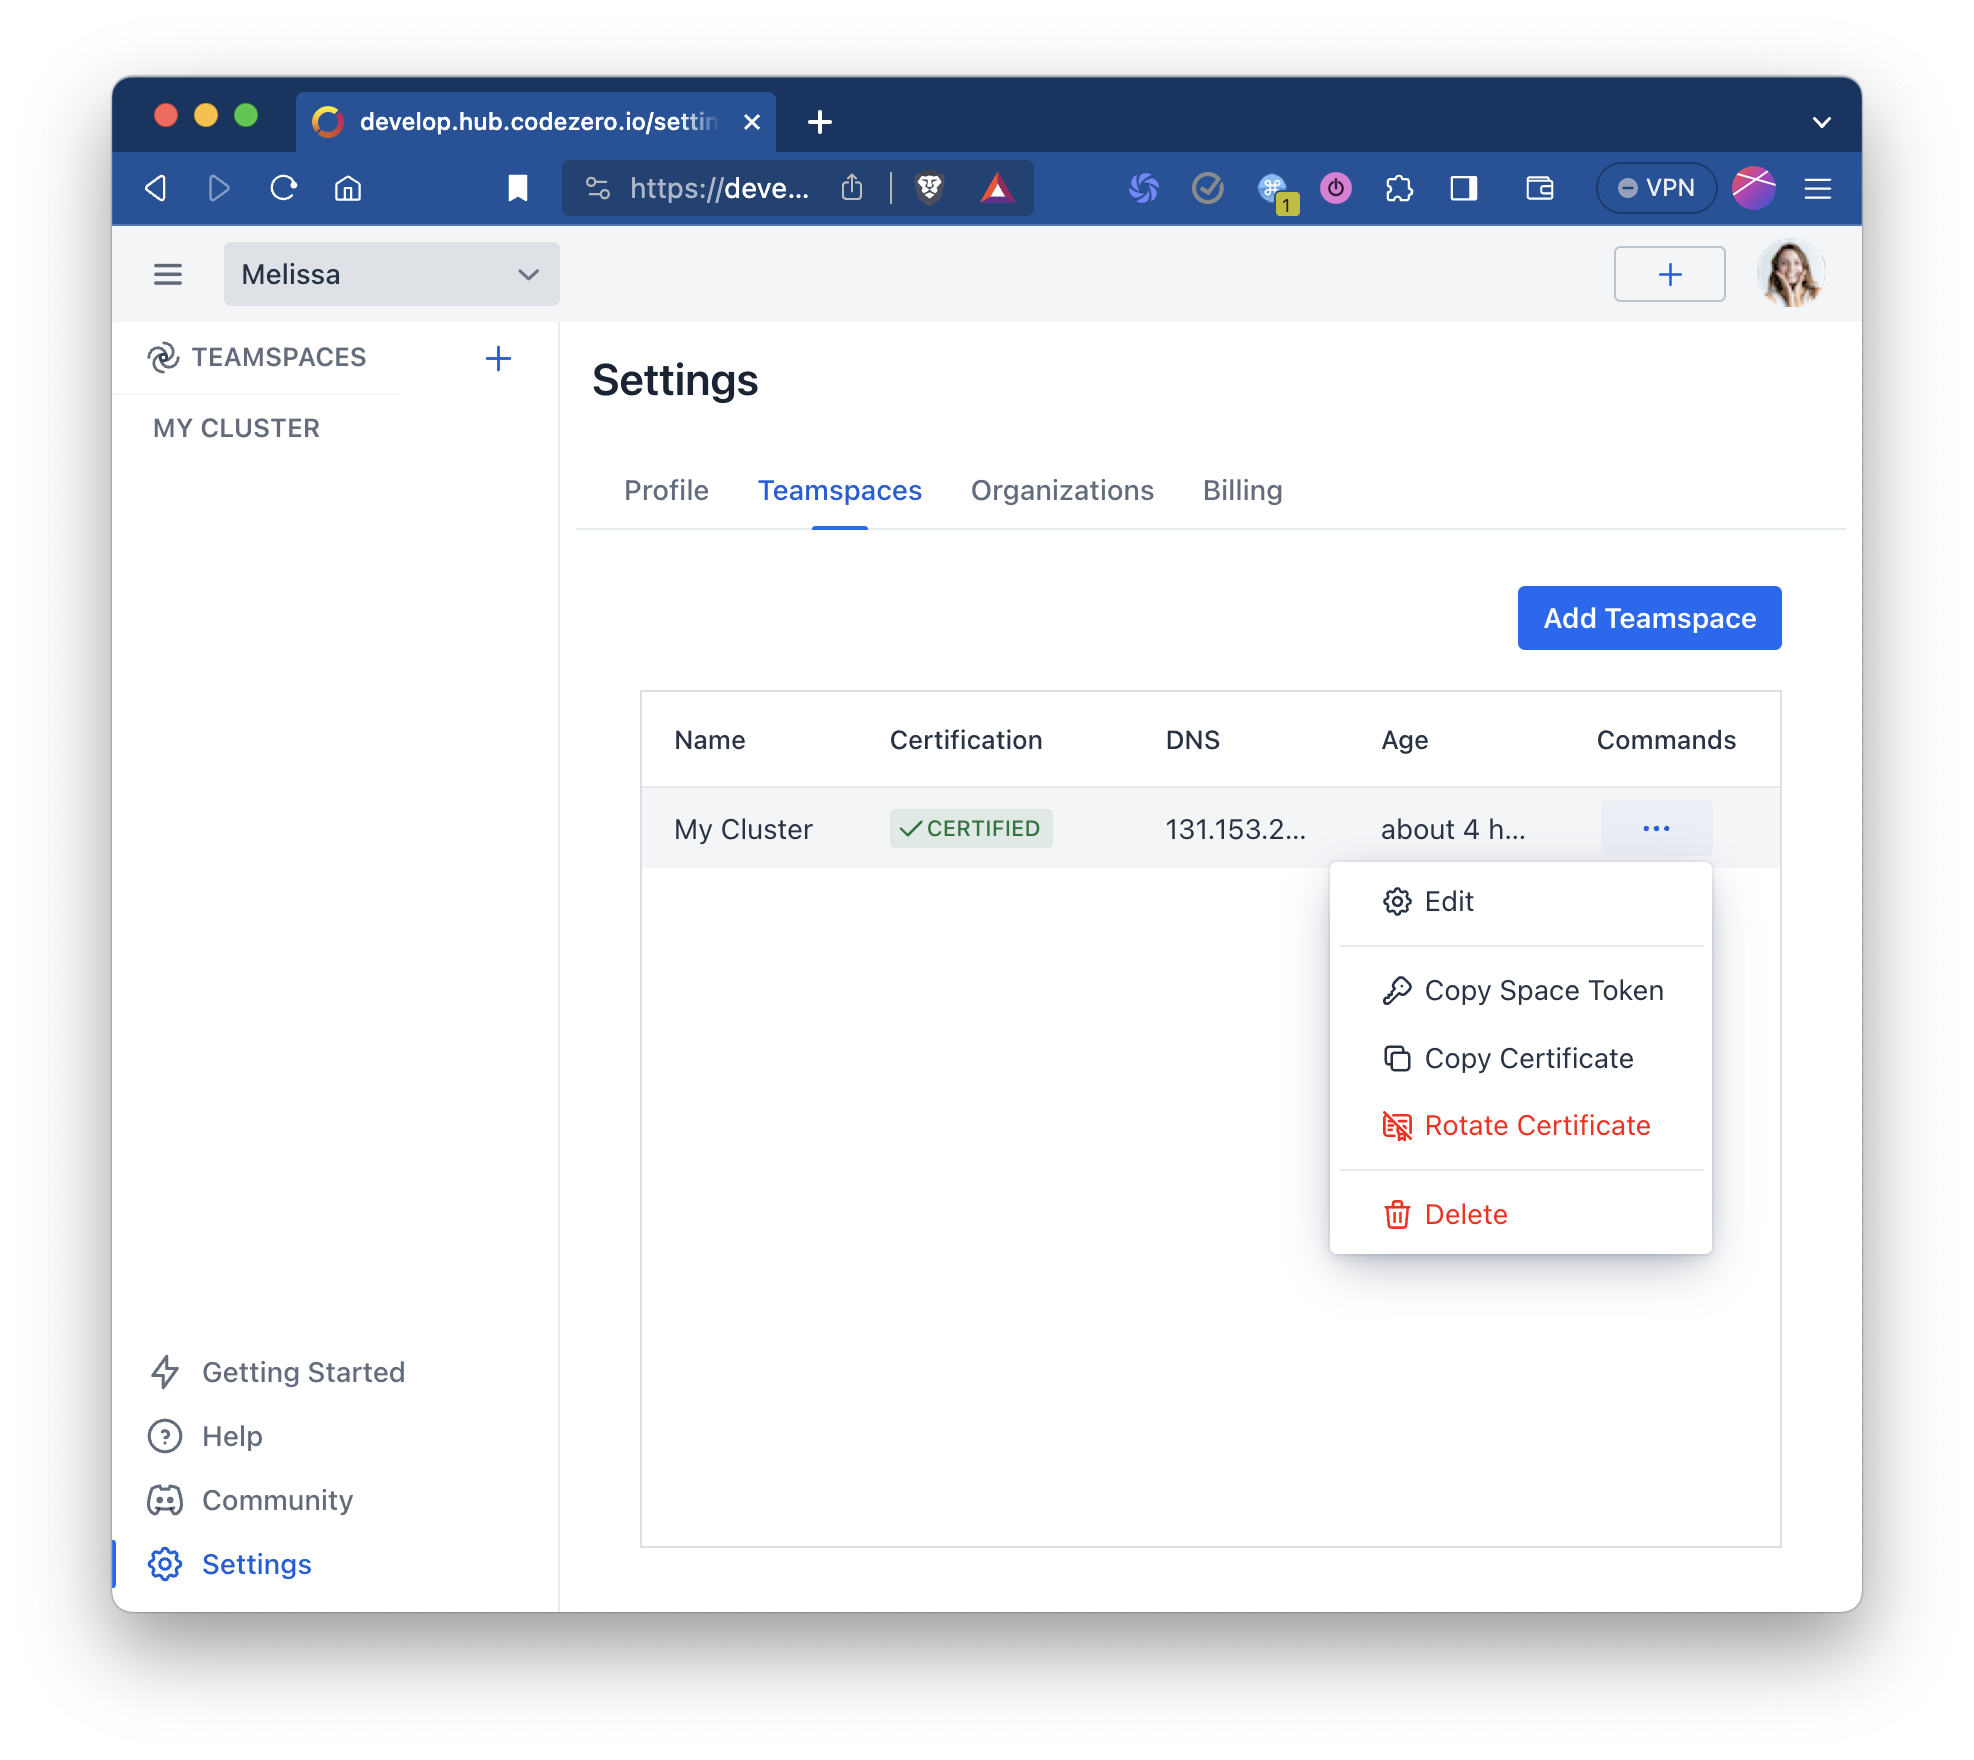 develop.hub.codezero.io/settin
https://deve...
1
VPN
Melissa
TEAMSPACES
MY CLUSTER
Settings
Profile
Teamspaces
Organizations
Billing
Add Teamspace
Name
Certification
DNS
Age
Commands
My Cluster
CERTIFIED
131.153.2...
about 4 h...
Edit
Copy Space Token
Copy Certificate
Rotate Certificate
Delete
Getting Started
Help
Community
Settings